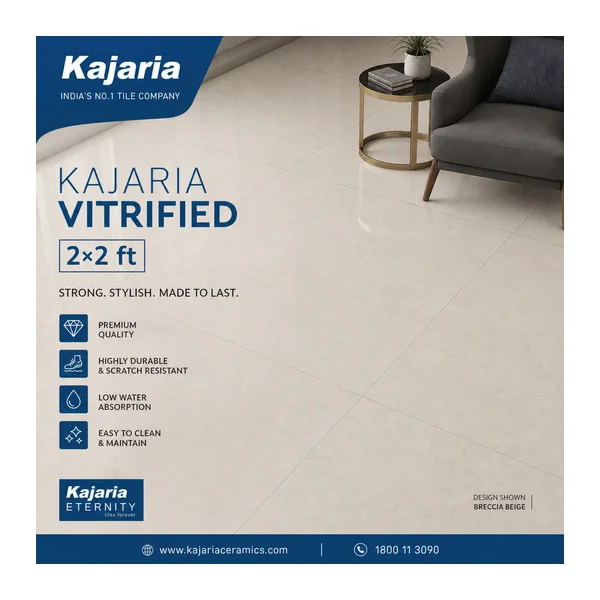 Kajaria
INDIA'S NO.1 TILE COMPANY
KAJARIA
VITRIFIED
2×2 ft
STRONG. STYLISH. MADE TO LAST.
PREMIUM
QUALITY
HIGHLY DURABLE
& SCRATCH RESISTANT
LOW WATER
ABSORPTION
EASY TO CLEAN
& MAINTAIN
Kajaria
ETERNITY
tiles forever
DESIGN SHOWN
BRECCIA BEIGE
www.kajariaceramics.com | 1800 11 3090